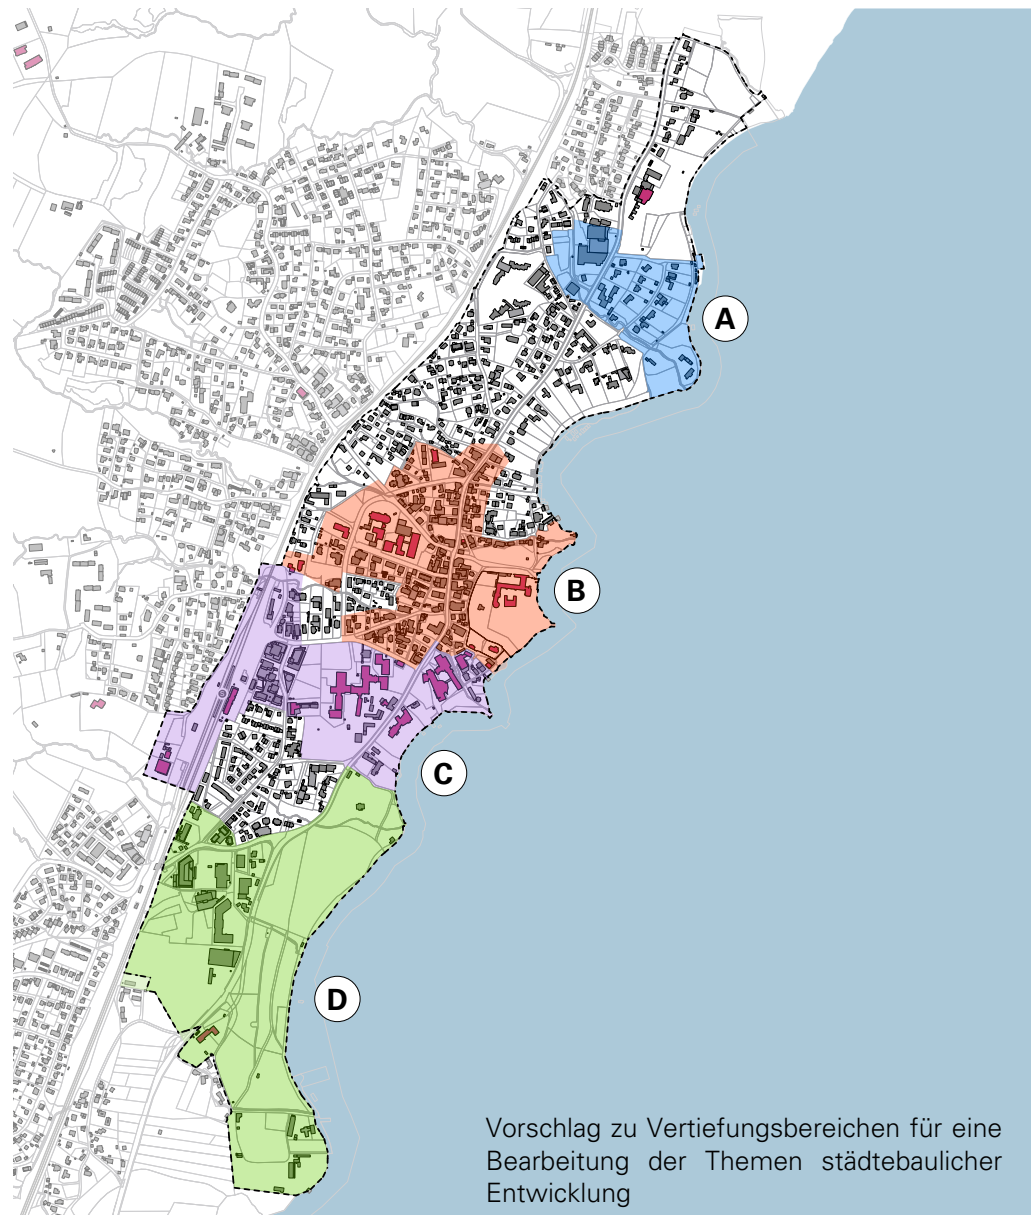 A
B
C
D
Vorschlag zu Vertiefungsbereichen für eine
Bearbeitung der Themen städtebaulicher
Entwicklung